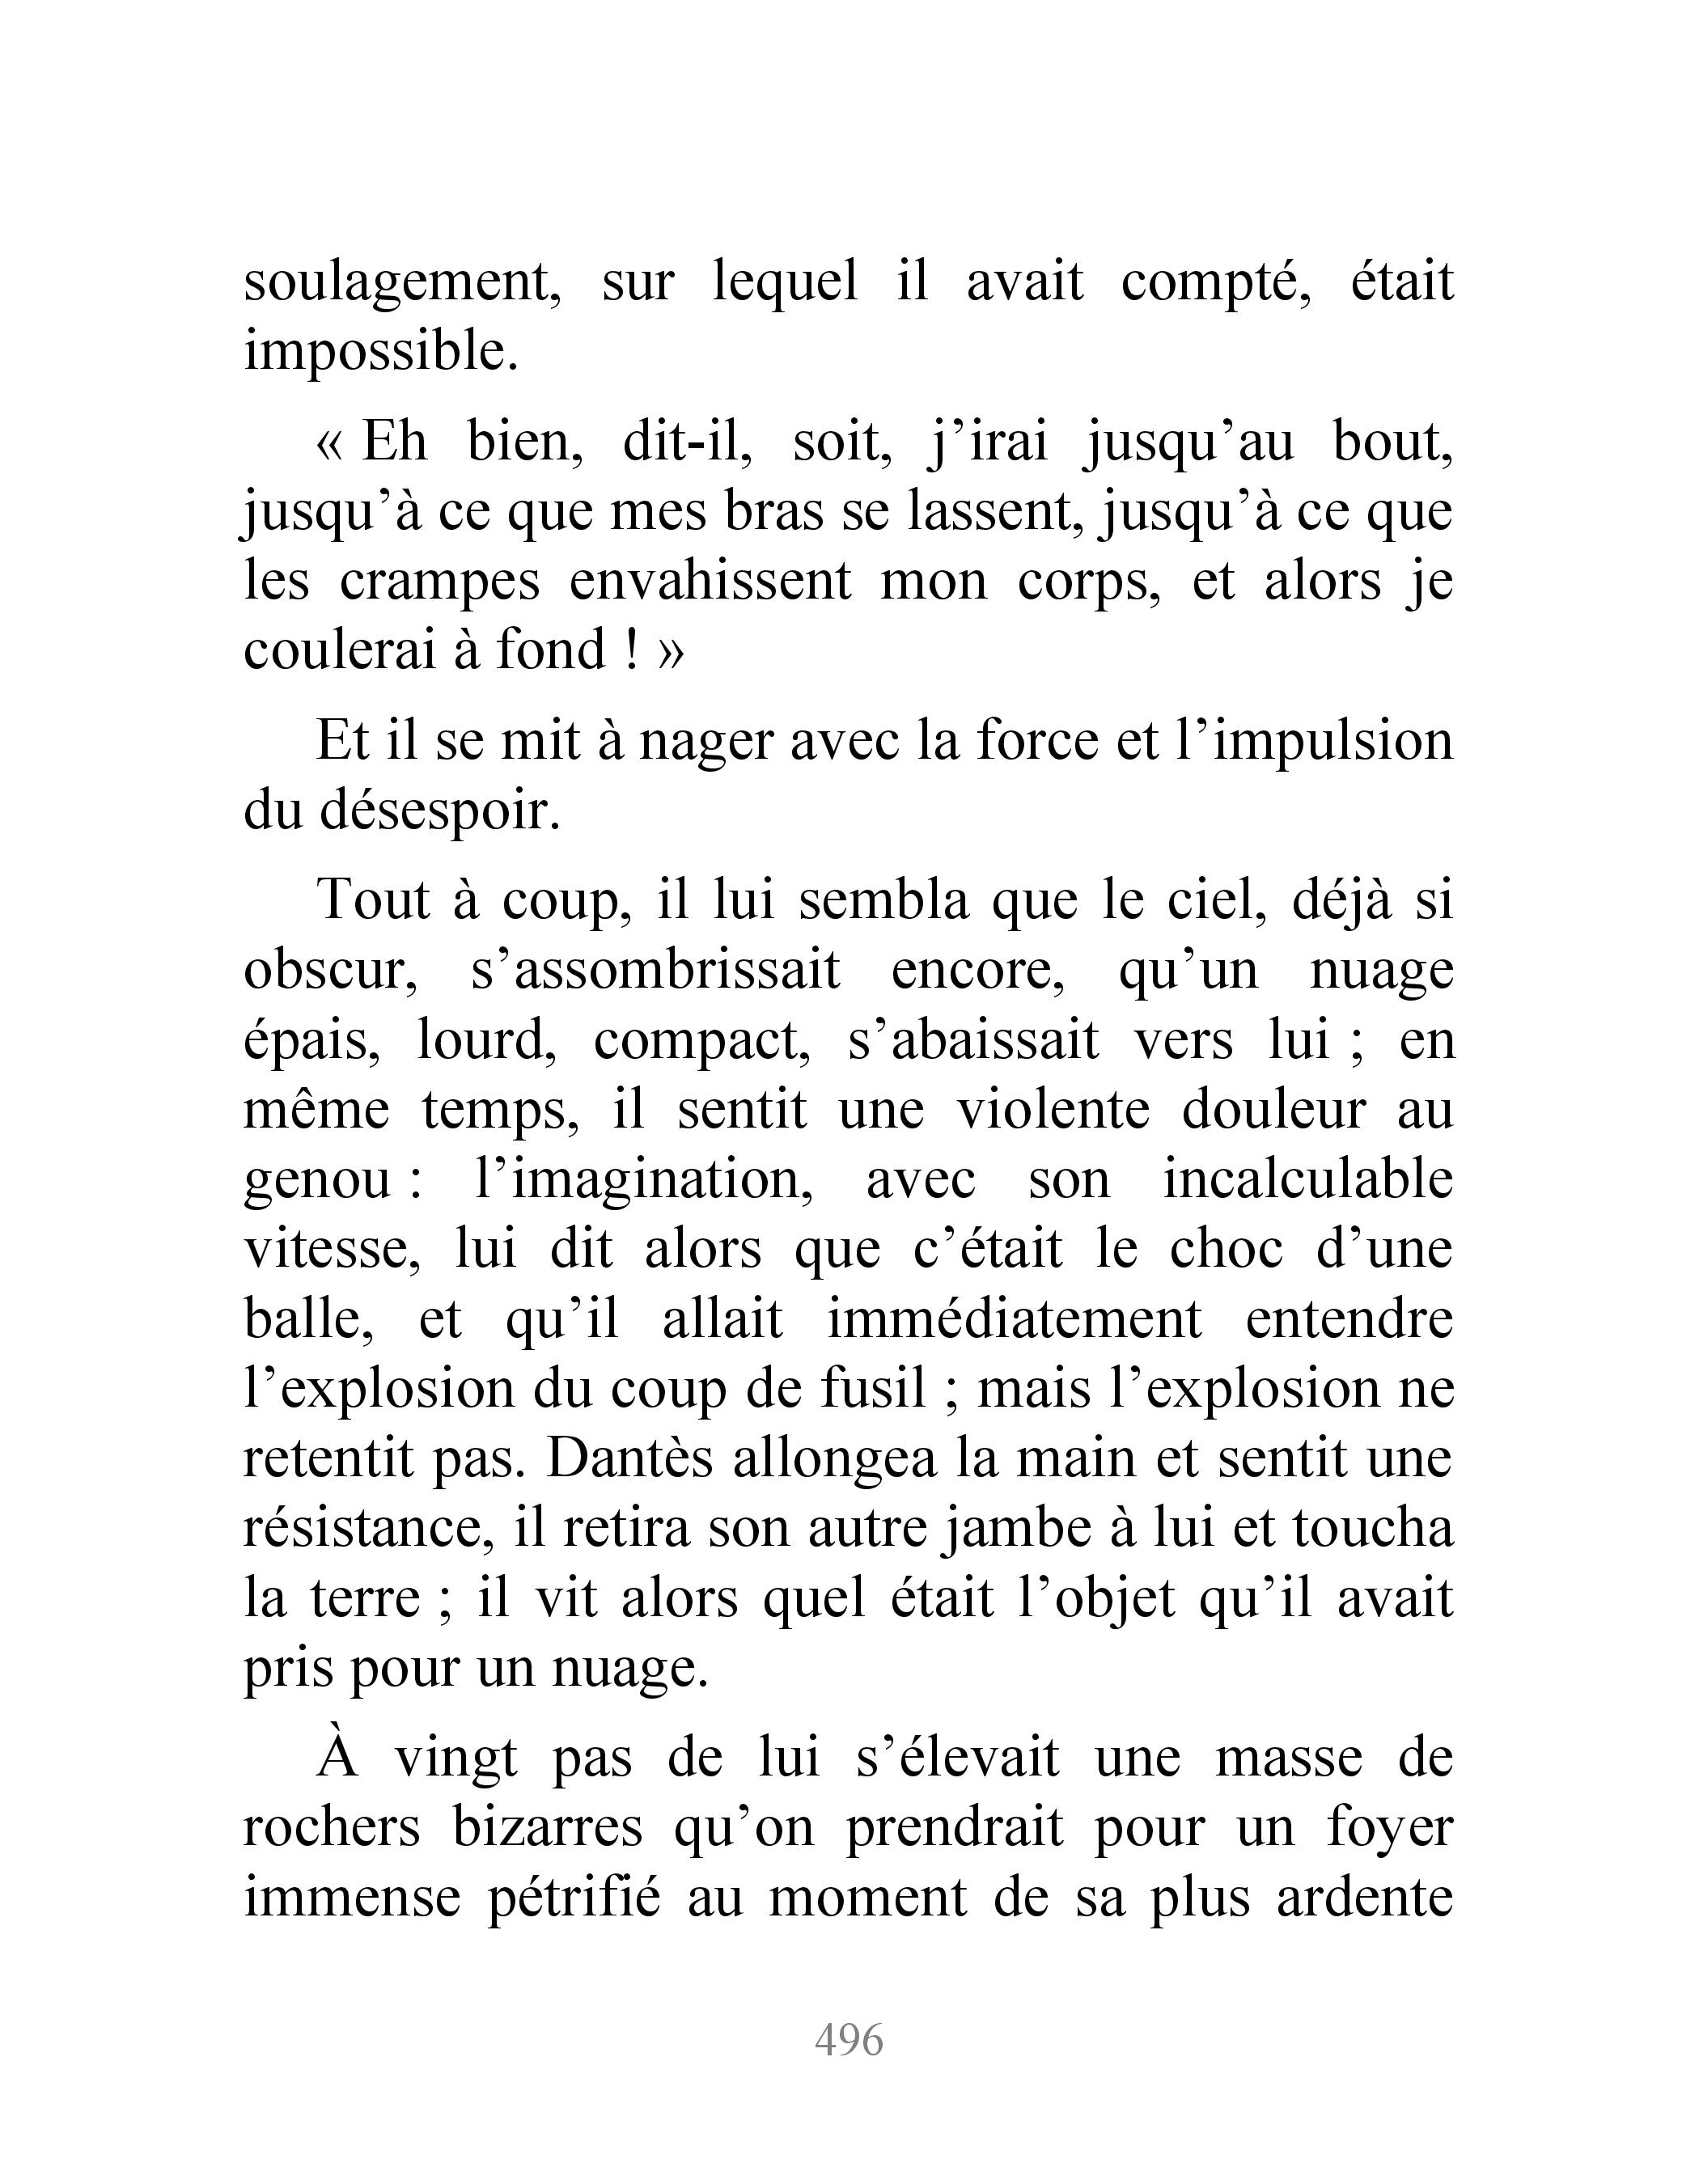 soulagement, sur lequel il avait compté, était
impossible.
« Eh bien, dit-il, soit, j’irai jusqu’au bout,
jusqu’à ce que mes bras se lassent, jusqu’à ce que
les crampes envahissent mon corps, et alors je
coulerai à fond ! »
Et il se mit à nager avec la force et l’impulsion
du désespoir.
Tout à coup, il lui sembla que le ciel, déjà si
obscur, s’assombrissait encore, qu’un nuage
épais, lourd, compact, s’abaissait vers lui ; en
même temps, il sentit une violente douleur au
genou : l’imagination, avec son incalculable
vitesse, lui dit alors que c’était le choc d’une
balle, et qu’il allait immédiatement entendre
l’explosion du coup de fusil ; mais l’explosion ne
retentit pas. Dantès allongea la main et sentit une
résistance, il retira son autre jambe à lui et toucha
la terre ; il vit alors quel était l’objet qu’il avait
pris pour un nuage.
À vingt pas de lui s’élevait une masse de
rochers bizarres qu’on prendrait pour un foyer
immense pétrifié au moment de sa plus ardente
496